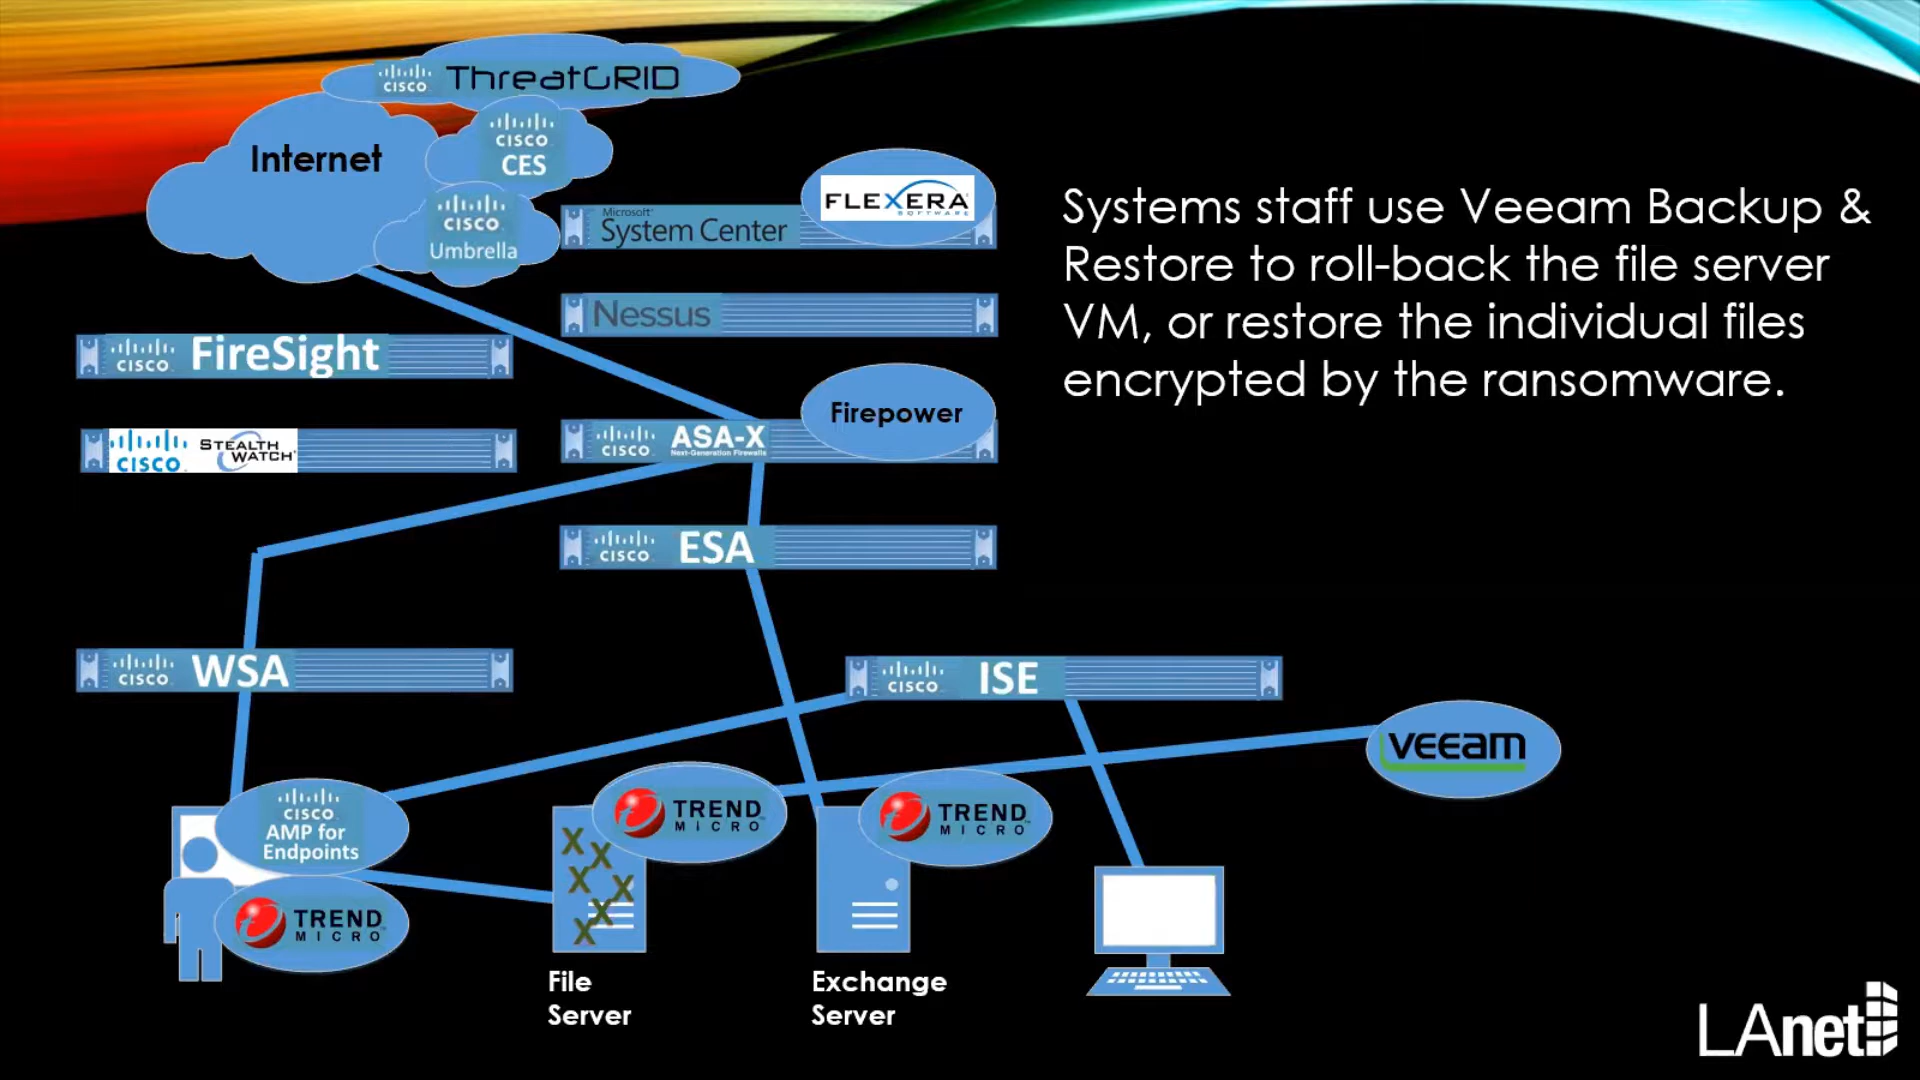 CISCO ThreatGRID
Internet
CISCO
CES
CISCO
Umbrella
FLEXERA
SOFTWARE
Microsoft
System Center
Nessus
CISCO FireSight
CISCO STEALTH
WATCH
Firepower
CISCO ASA-X
Next-Generation Firewalls
CISCO ESA
CISCO WSA
CISCO ISE
veeam
CISCO
AMP for
Endpoints
TREND
MICRO
TREND
MICRO
TREND
MICRO
X
X
X
X
X
X
File
Server
Exchange
Server
Systems staff use Veeam Backup &
Restore to roll-back the file server
VM, or restore the individual files
encrypted by the ransomware.
LAnet